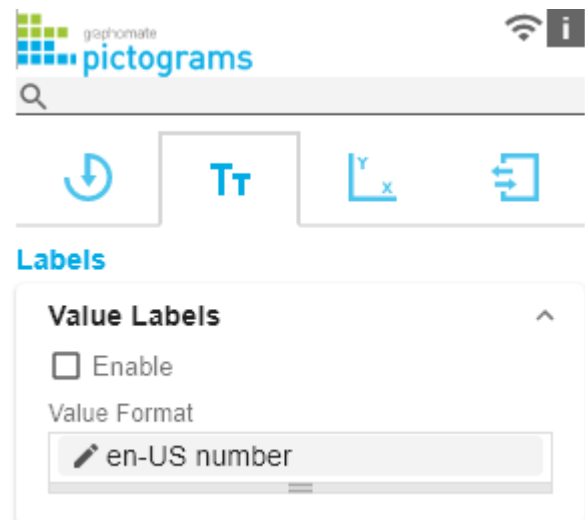 graphomate
pictograms
i
Tт
Y
x
Labels
Value Labels
Enable
Value Format
en-US number